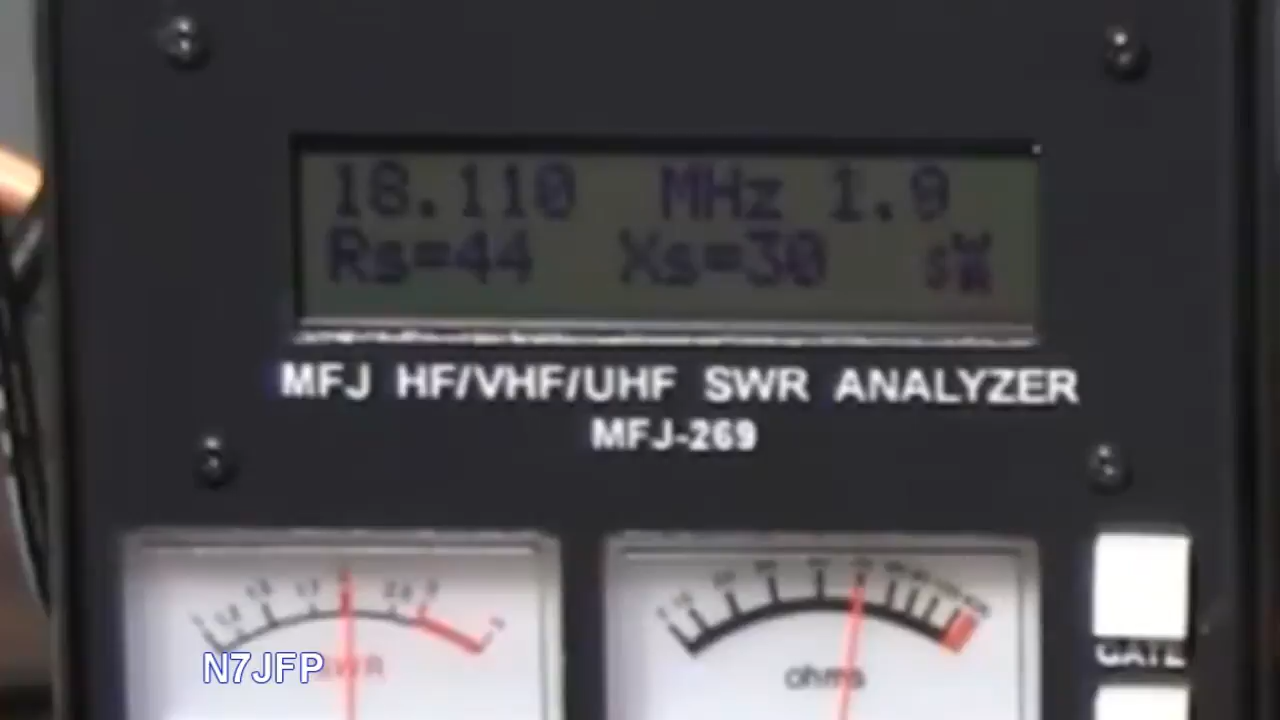 18.110 MHz 1.9
Rs=44 Xs=30 SWR
MFJ HF/VHF/UHF SWR ANALYZER
MFJ-269
SWR
ohms
GATE
N7JFP